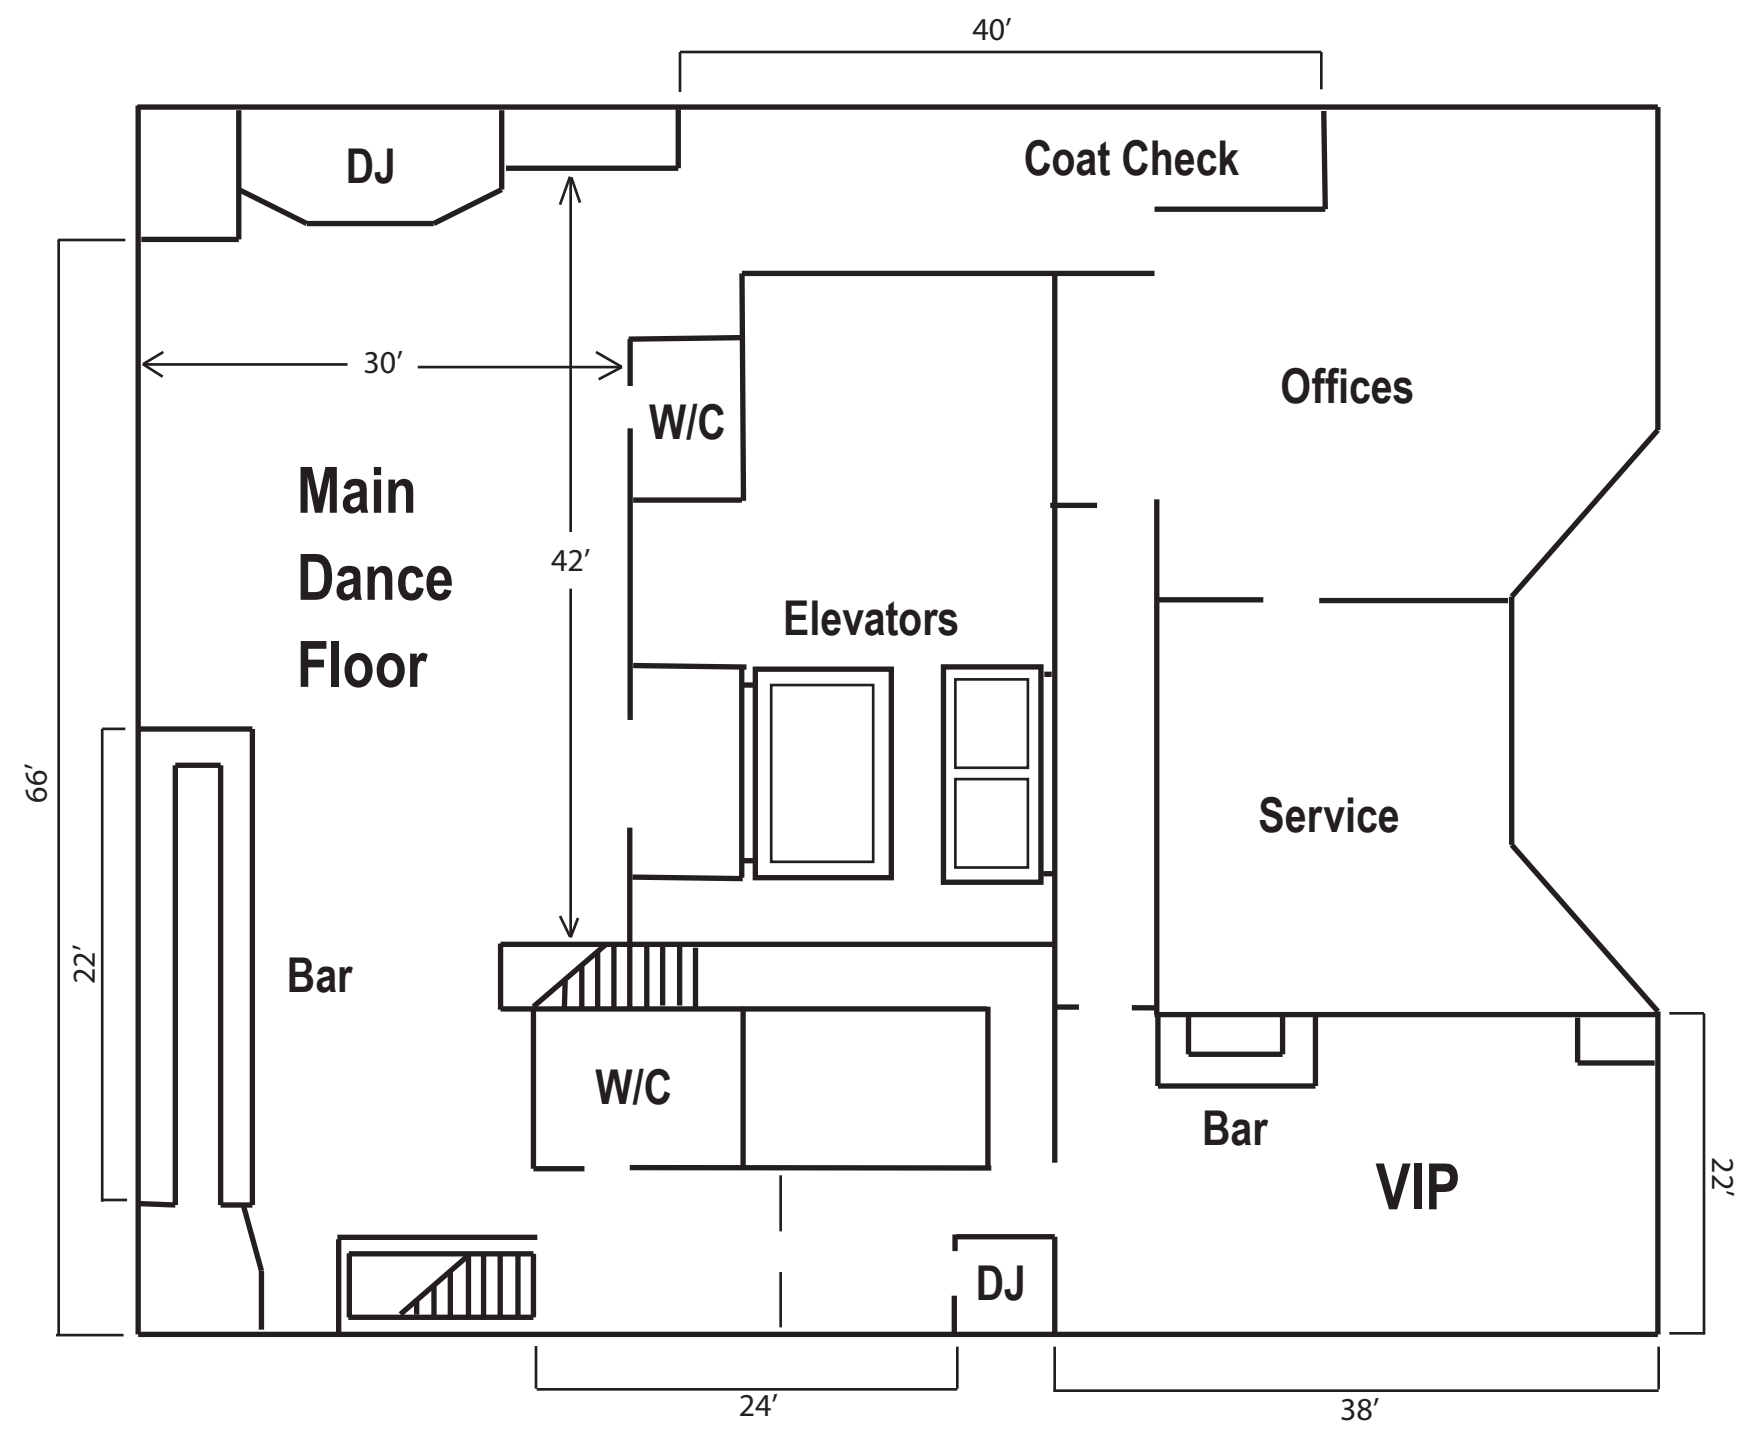 40′
DJ
Coat Check
30′
W/C
Offices
Main
Dance
Floor
42′
Elevators
66′
Service
22′
Bar
W/C
Bar
VIP
22′
DJ
24′
38′